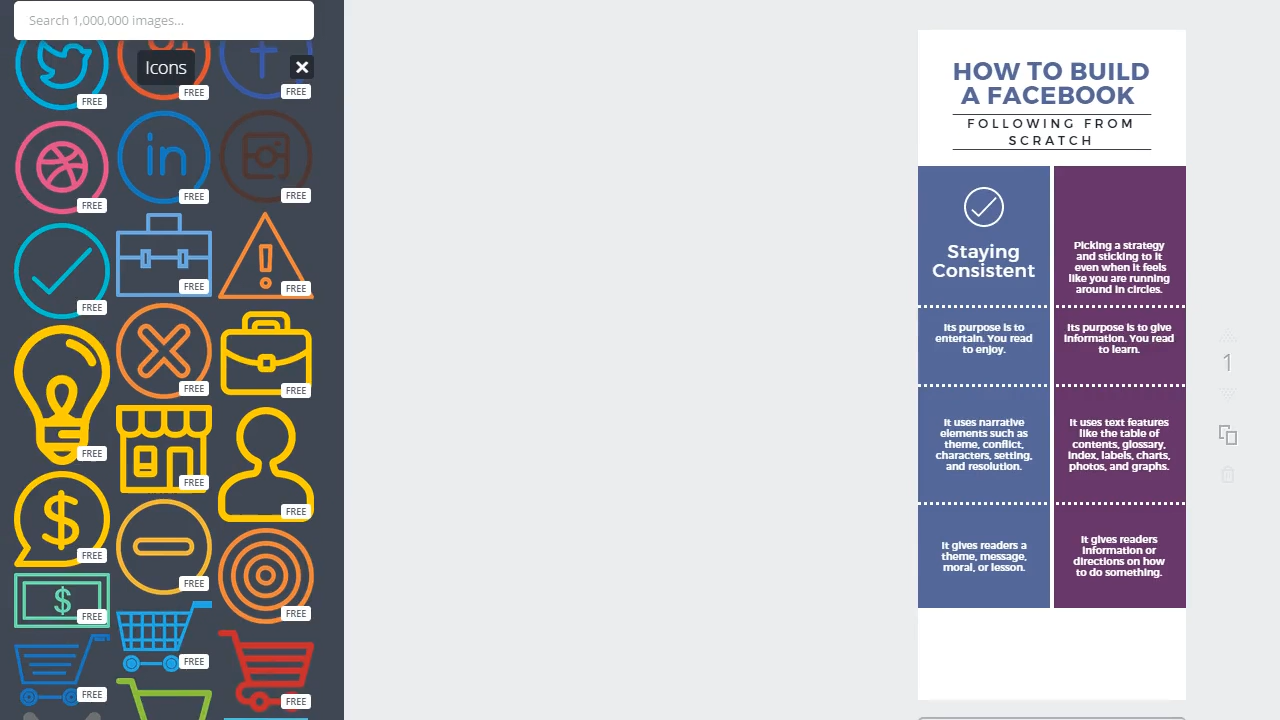 Search 1,000,000 images...
Icons
FREE
FREE
FREE
in
FREE
FREE
FREE
FREE
FREE
FREE
FREE
FREE
FREE
FREE
FREE
$
FREE
FREE
FREE
$
FREE
FREE
FREE
FREE
HOW TO BUILD
A FACEBOOK
FOLLOWING FROM
SCRATCH
Staying
Consistent
Picking a strategy
and sticking to it
even when it feels
like you are running
around in circles.
Its purpose is to
entertain. You read
to enjoy.
Its purpose is to give
information. You read
to learn.
It uses narrative
elements such as
theme, conflict,
characters, setting,
and resolution.
It uses text features
like the table of
contents, glossary,
index, labels, charts,
photos, and graphs.
It gives readers a
theme, message,
moral, or lesson.
It gives readers
information or
directions on how
to do something.
1